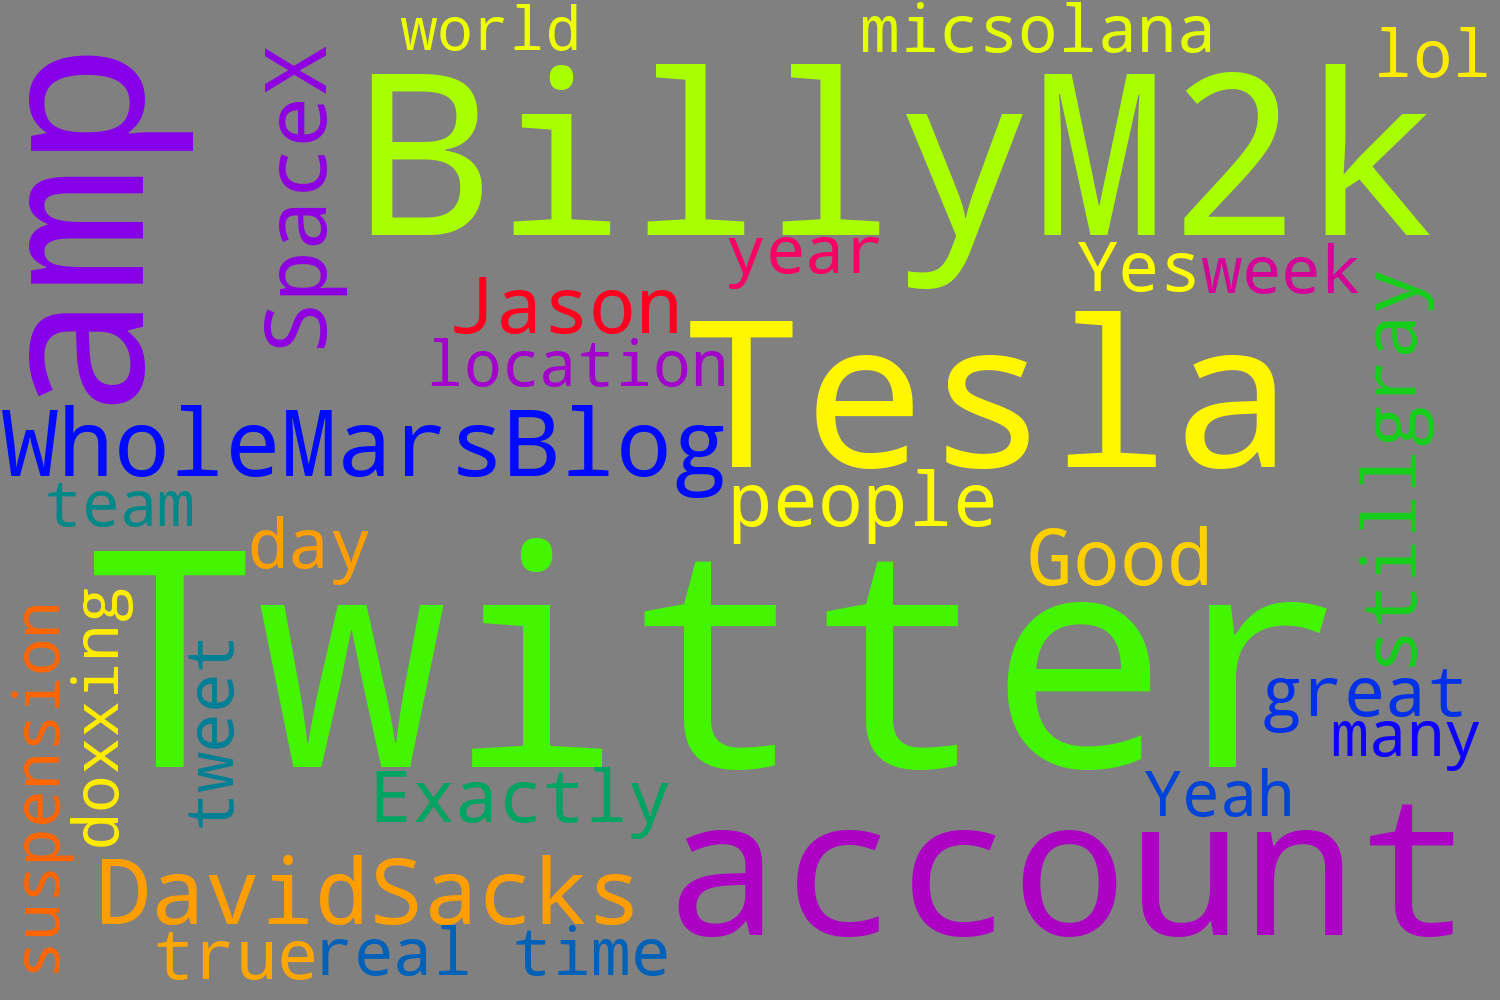 world
micsolana
lol
amp
SpaceX
BillyM2k
year
Yes
week
Jason
location
Tesla
stillgray
WholeMarsBlog
people
team
day
Good
Twitter
suspension
doxxing
tweet
great
many
Exactly
Yeah
account
DavidSacks
true
real time